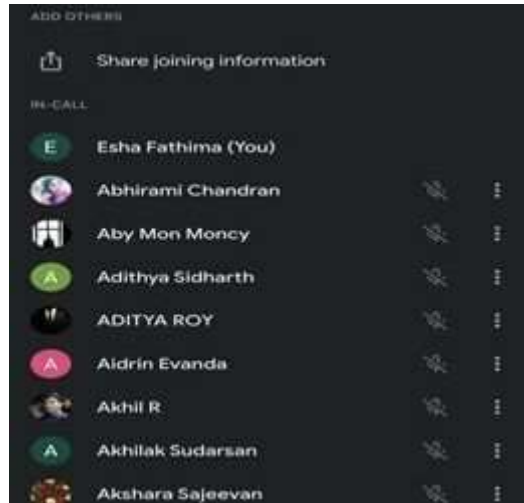 ADD OTHERS
Share joining information
IN-CALL
E Esha Fathima (You)
Abhirami Chandran
Aby Mon Moncy
A Adithya Sidharth
ADITYA ROY
A Aidrin Evanda
Akhil R
A Akhilak Sudarsan
Akshara Sajeevan